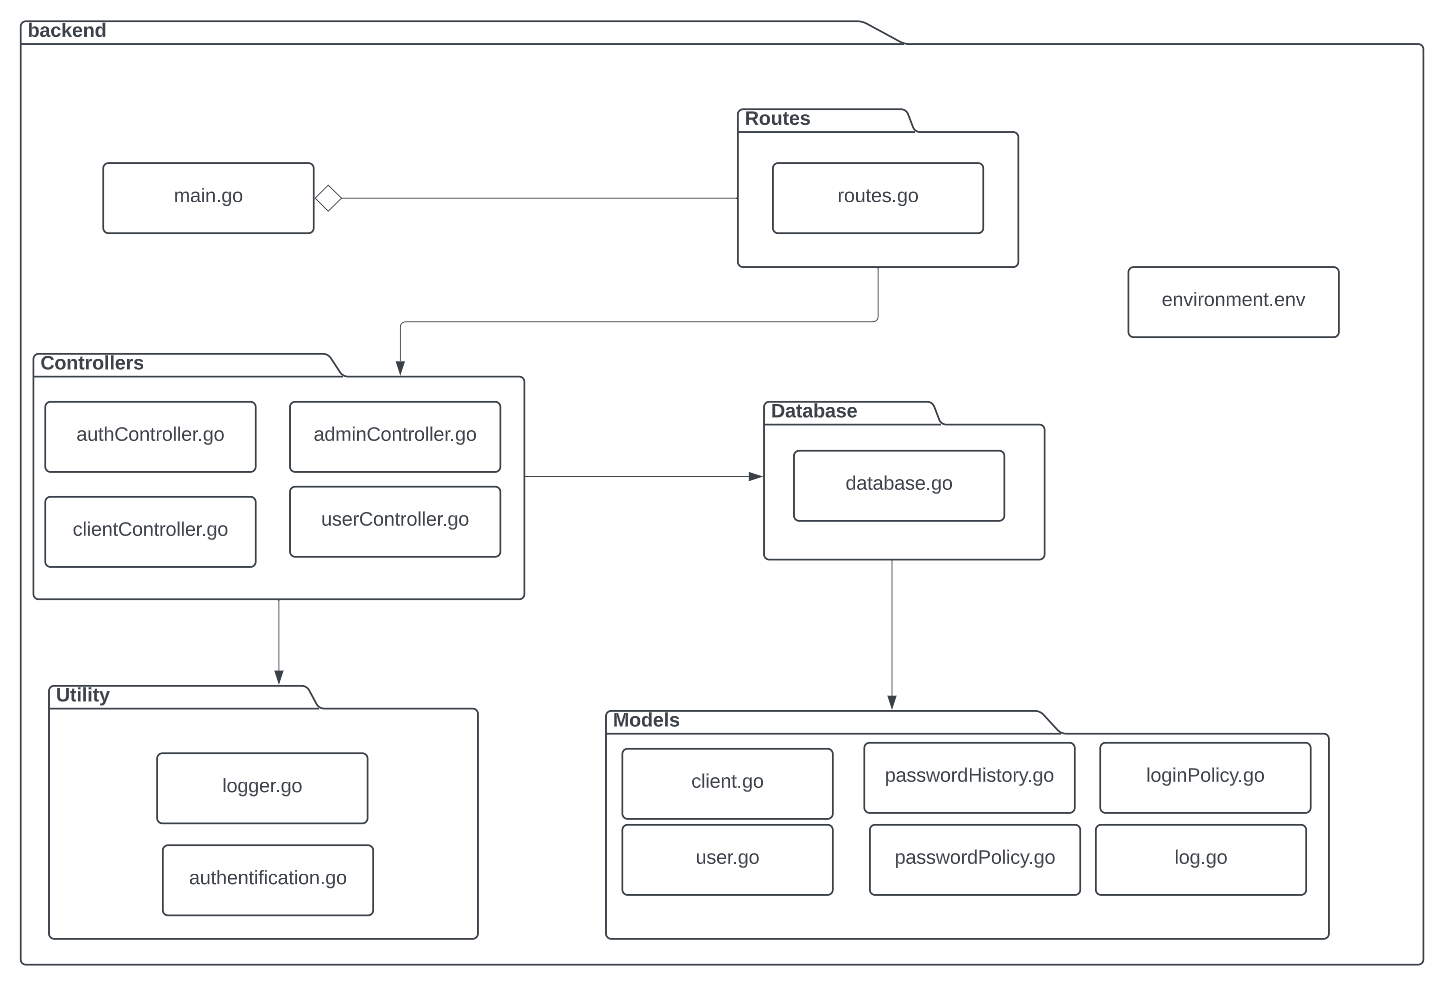 backend
Routes
main.go
routes.go
environment.env
Controllers
authController.go
adminController.go
clientController.go
userController.go
Database
database.go
Utility
logger.go
authentification.go
Models
client.go
passwordHistory.go
loginPolicy.go
user.go
passwordPolicy.go
log.go